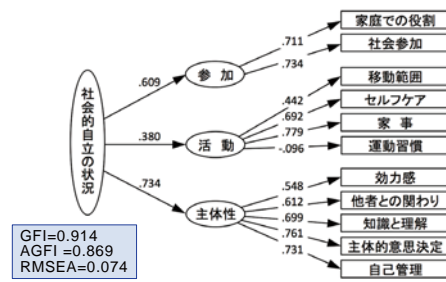 社会的自立の状況
.609
.380
.734
参 加
活 動
主体性
.711
.734
.442
.692
.779
-.096
.548
.612
.699
.761
.731
家庭での役割
社会参加
移動範囲
セルフケア
家 事
運動習慣
効力感
他者との関わり
知識と理解
主体的意思決定
自己管理
GFI=0.914
AGFI =0.869
RMSEA=0.074